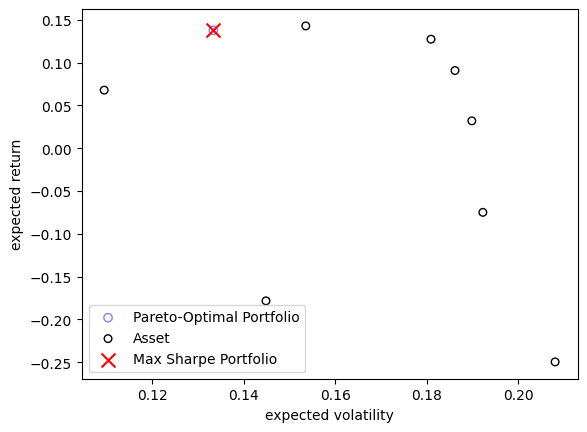 0.15
0.10
0.05
0.00
−0.05
−0.10
−0.15
−0.20
−0.25
expected return
Pareto-Optimal Portfolio
Asset
Max Sharpe Portfolio
0.12 0.14 0.16 0.18 0.20
expected volatility